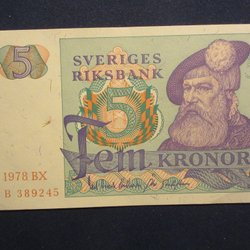 5
SVERIGES
RIKSBANK
5
Fem KRONOR
1978 BX
B 389245